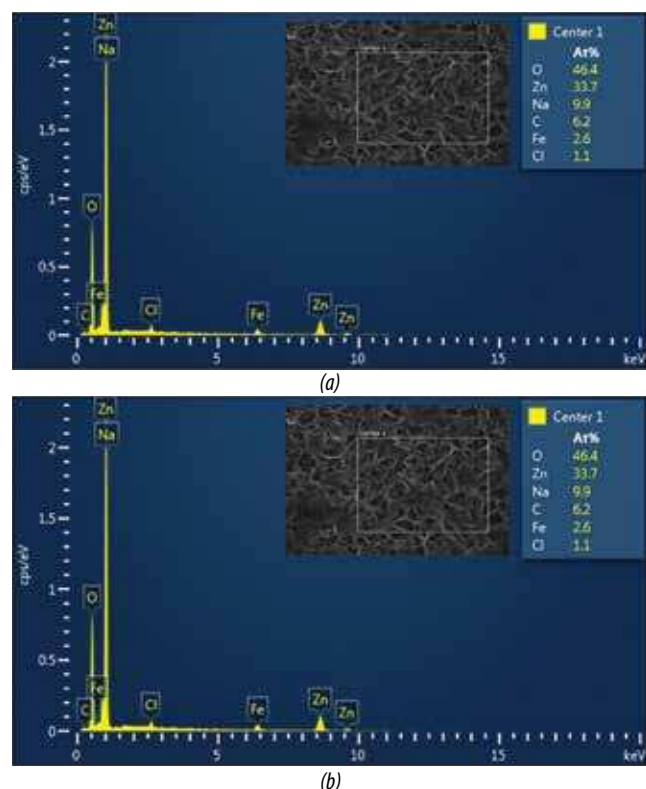 Zn
Na
O
Fe
C
Cl
Fe
Zn
Zn
cps/eV
2
1.5
1
0.5
0
0
5
10
15
keV
Center 1
At%
O 46.4
Zn 33.7
Na 9.9
C 6.2
Fe 2.6
Cl 1.1
(a)
Zn
Na
O
Fe
C
Cl
Fe
Zn
Zn
cps/eV
2
1.5
1
0.5
0
0
5
10
15
keV
Center 1
At%
O 46.4
Zn 33.7
Na 9.9
C 6.2
Fe 2.6
Cl 1.1
(b)